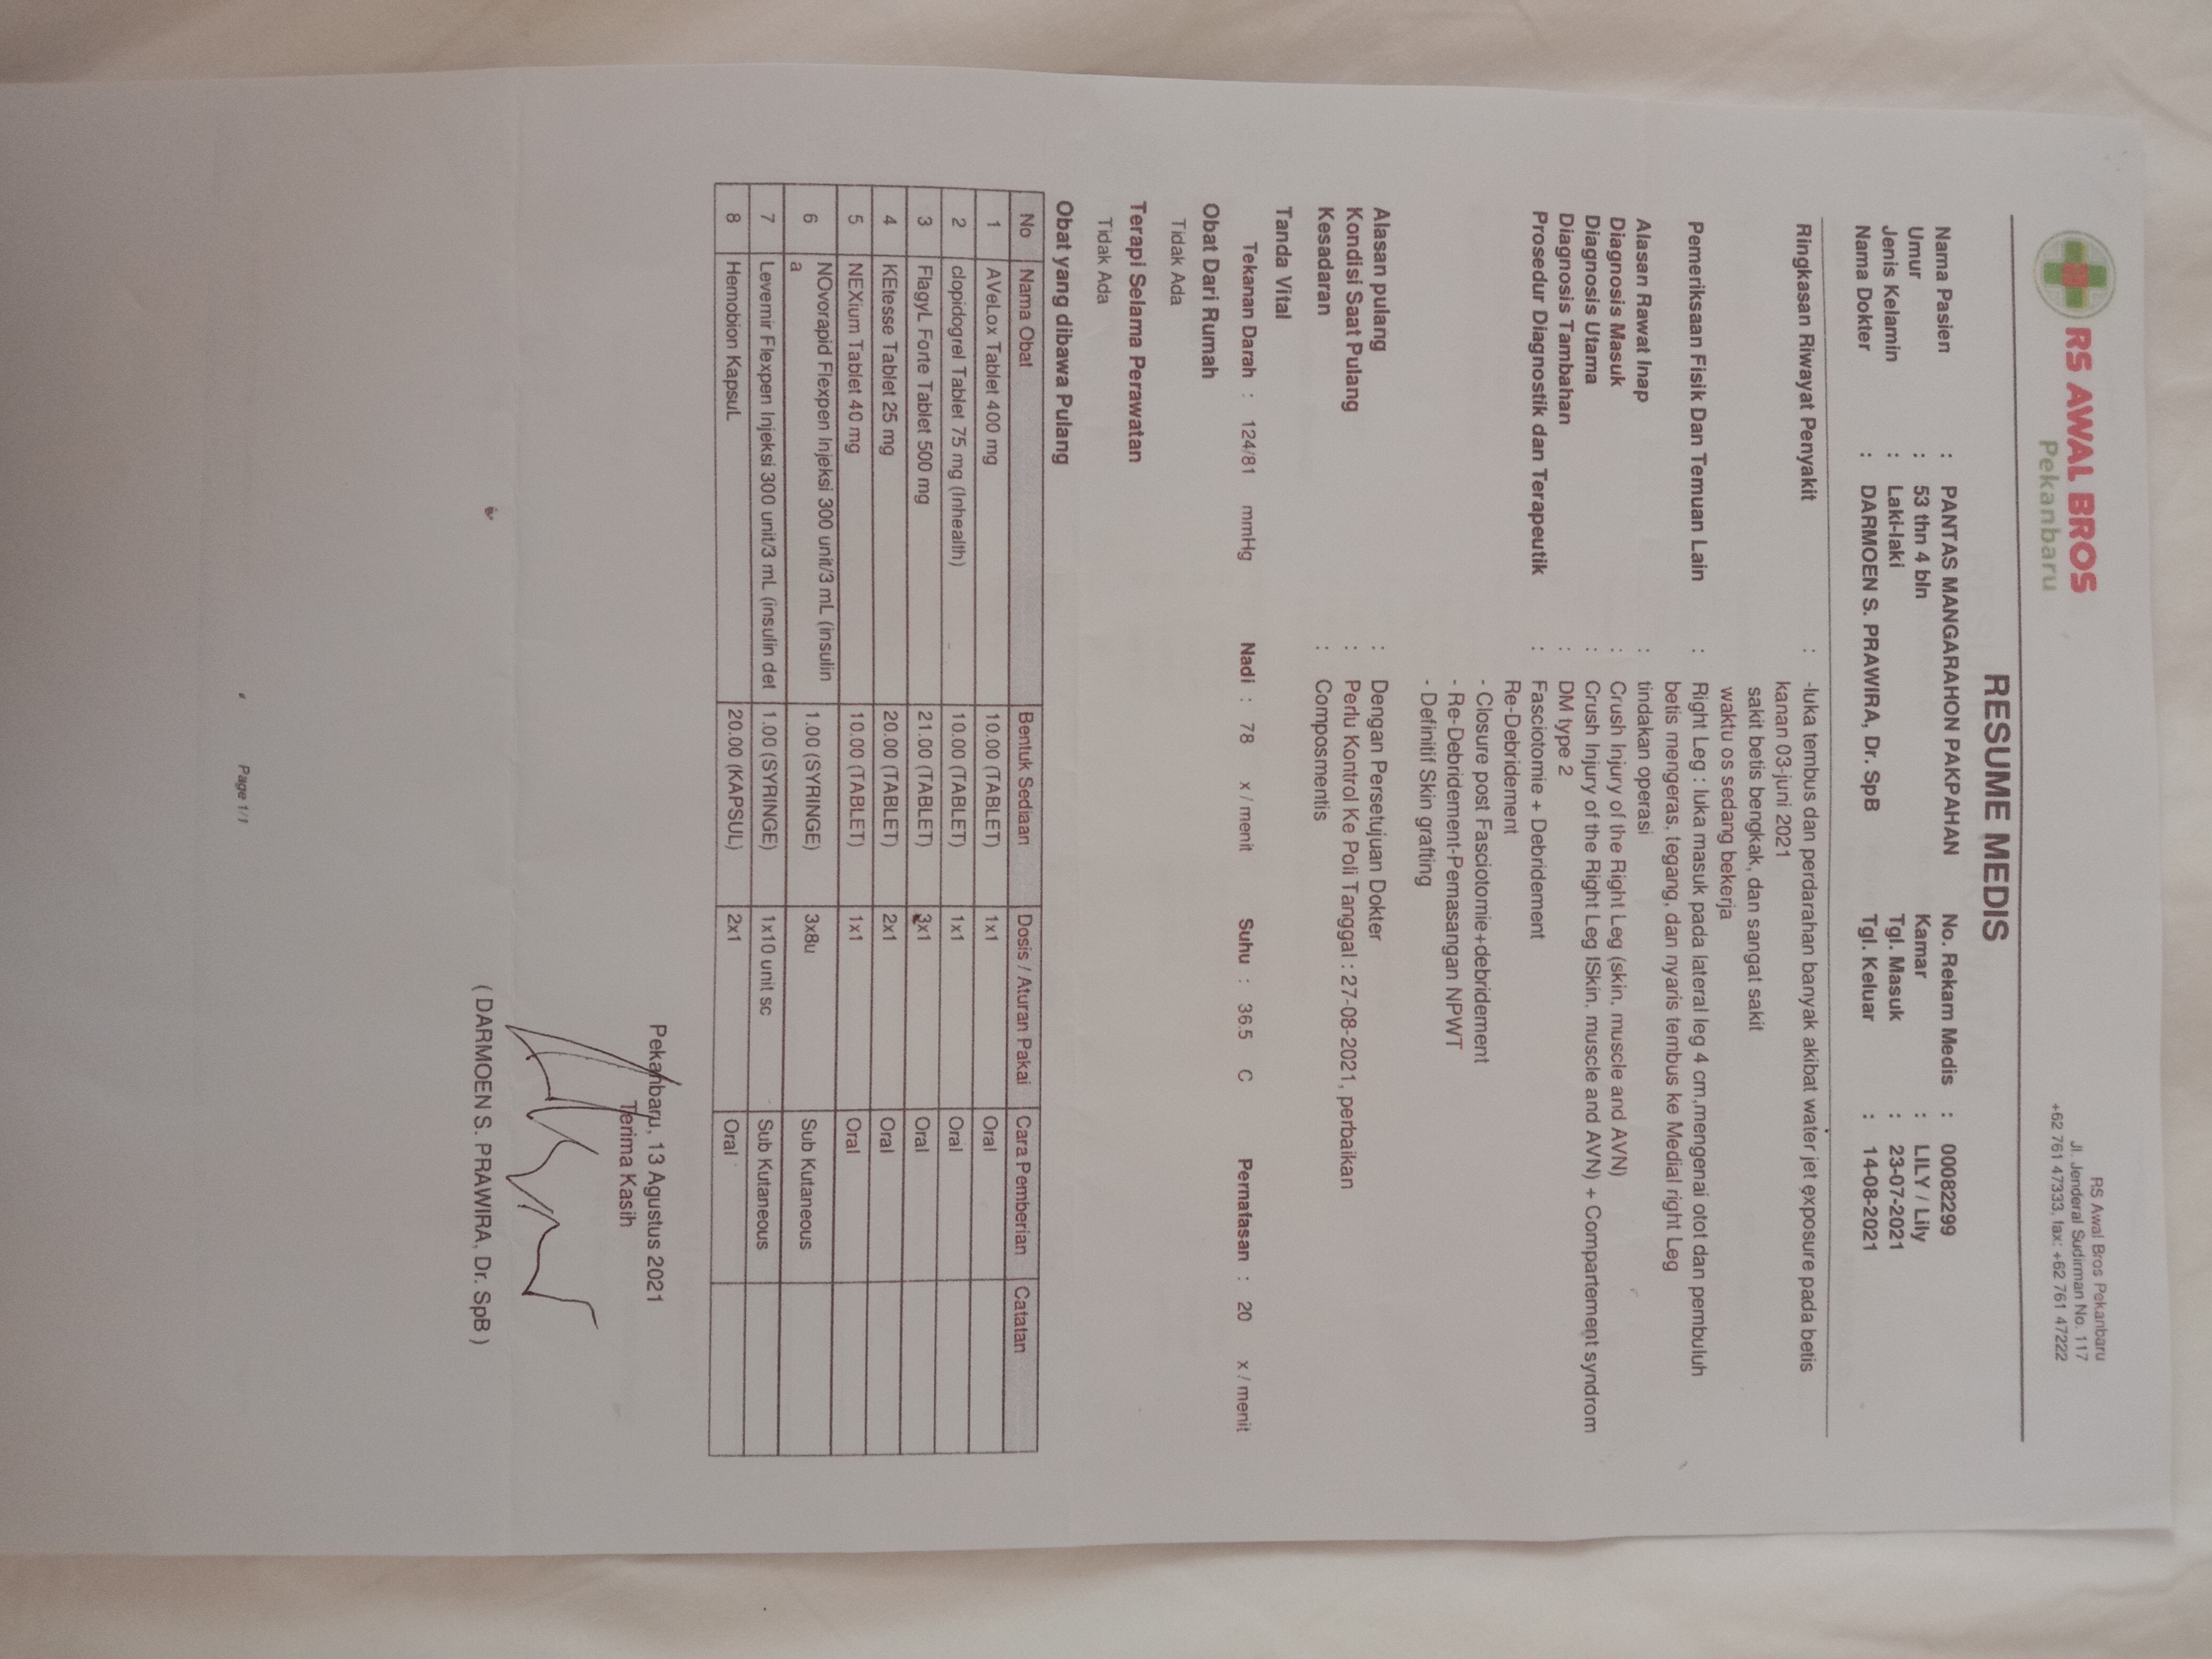 RS AWAL BROS
Pekanbaru
RS Awal Bros Pekanbaru
Jl. Jenderal Sudirman No. 117
+62 761 47333, fax: +62 761 47222
RESUME MEDIS
Nama Pasien : PANTAS MANGARAHON PAKPAHAN No. Rekam Medis : 00082299
Umur : 53 thn 4 bln Kamar : LILY / Lily
Jenis Kelamin : Laki-laki Tgl. Masuk : 23-07-2021
Nama Dokter : DARMOEN S. PRAWIRA, Dr. SpB Tgl. Keluar : 14-08-2021
Ringkasan Riwayat Penyakit : -luka tembus dan perdarahan banyak akibat water jet exposure pada betis
kanan 03-juni 2021
sakit betis bengkak, dan sangat sakit
waktu os sedang bekerja
Pemeriksaan Fisik Dan Temuan Lain : Right Leg : luka masuk pada lateral leg 4 cm,mengenai otot dan pembuluh
betis mengeras, tegang, dan nyaris tembus ke Medial right Leg
Alasan Rawat Inap : tindakan operasi
Diagnosis Masuk : Crush Injury of the Right Leg (skin, muscle and AVN)
Diagnosis Utama : Crush Injury of the Right Leg ISkin, muscle and AVN) + Compartement syndrom
Diagnosis Tambahan : DM type 2
Prosedur Diagnostik dan Terapeutik : Fasciotomie + Debridement
Re-Debridement
- Closure post Fasciotomie+debridement
- Re-Debridement-Pemasangan NPWT
- Definitif Skin grafting
Alasan pulang : Dengan Persetujuan Dokter
Kondisi Saat Pulang : Perlu Kontrol Ke Poli Tanggal : 27-08-2021, perbaikan
Kesadaran : Composmentis
Tanda Vital
Tekanan Darah : 124/81 mmHg Nadi : 78 x / menit Suhu : 36.5 C Pernafasan : 20 x / menit
Obat Dari Rumah
Tidak Ada
Terapi Selama Perawatan
Tidak Ada
Obat yang dibawa Pulang
No Nama Obat Bentuk Sediaan Dosis / Aturan Pakai Cara Pemberian Catatan
1 AVeLox Tablet 400 mg 10.00 (TABLET) 1x1 Oral
2 clopidogrel Tablet 75 mg (Inhealth) 10.00 (TABLET) 1x1 Oral
3 FlagyL Forte Tablet 500 mg 21.00 (TABLET) 3x1 Oral
4 KEtesse Tablet 25 mg 20.00 (TABLET) 2x1 Oral
5 NEXium Tablet 40 mg 10.00 (TABLET) 1x1 Oral
6 NOvorapid Flexpen Injeksi 300 unit/3 mL (insulin 1.00 (SYRINGE) 3x8u Sub Kutaneous
a
7 Levemir Flexpen Injeksi 300 unit/3 mL (insulin det 1.00 (SYRINGE) 1x10 unit sc Sub Kutaneous
8 Hemobion KapsuL 20.00 (KAPSUL) 2x1 Oral
Pekanbaru, 13 Agustus 2021
Terima Kasih
( DARMOEN S. PRAWIRA, Dr. SpB )
Page 1/1